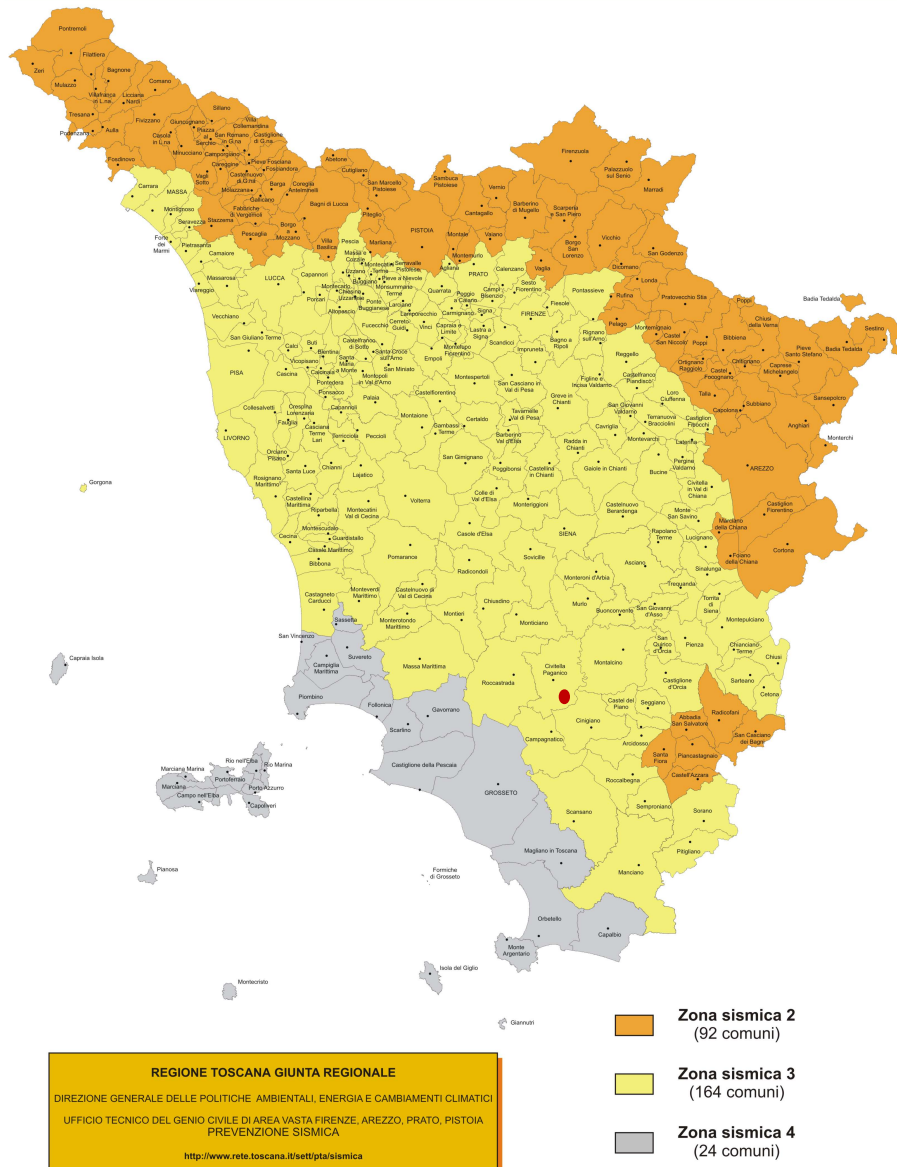 Pontremoli
Zeri
Filattiera
Mulazzo
Bagnone
Villafranca
in L.na
Licciana
Nardi
Comano
Tresana
Podenzana
Aulla
Fivizzano
Fosdinovo
Casola in
L.na
Giuncugnano
Minucciano
Piazza
al
Serchio
Sillano
San Romano
in G.na
Villa
Collemandina
Castiglione
di G.na
Camporgiano
Careggine
Pieve Fosciana
Fosciandora
Castelnuovo
di G.na
Vagli
Sotto
Molazzana
Gallicano
Barga
Coreglia
Antelminelli
Fabbriche
di Vergemoli
Stazzema
Pescaglia
Borgo
a
Mozzano
Bagni di Lucca
Villa
Basilica
Abetone
Cutigliano
San Marcello
Pistoiese
Piteglio
Marliana
PISTOIA
Sambuca
Pistoiese
Montale
Cantagallo
Vernio
Vaiano
Montemurlo
Barberino
di Mugello
Firenzuola
Scarperia
San Piero
Borgo
San
Lorenzo
Vaglia
Palazzuolo
sul Senio
Marradi
Vicchio
Dicomano
San Godenzo
Londa
Rufina
Pelago
Pratovecchio Stia
Montemignaio
Castel
San
Niccolo'
Poppi
Poppi
Bibbiena
Chiusi
della Verna
Ortignano
Raggiolo
Castel
Focognano
Chitignano
Talla
Capolona
Subbiano
Caprese
Michelangelo
Pieve
Santo Stefano
Badia Tedalda
Badia Tedalda
Sestino
Sansepolcro
Anghiari
Monterchi
AREZZO
Castiglion
Fiorentino
Cortona
Marciano
della Chiana
Foiano
della Chiana
Carrara
MASSA
Montignoso
Seravezza
Forte
dei
Marmi
Pietrasanta
Camaiore
Viareggio
Massarosa
LUCCA
Capannori
Porcari
Altopascio
Montecarlo
Pescia
Massa e
Cozzile
Uzzano
Buggiano
Montecatini
Terme
Serravalle
Pistoiese
Pieve a Nievole
Monsummano
Terme
Chiesina
Uzzanese
Ponte
Buggianese
Larciano
Lamporecchio
Agliana
Quarrata
PRATO
Poggio
a Caiano
Carmignano
Calenzano
Campi
Bisenzio
Sesto
Fiorentino
Signa
Lastra a
Signa
Scandicci
FIRENZE
Fiesole
Pontassieve
Bagno a
Ripoli
Rignano
sull'Arno
Reggello
Impruneta
Vinci
Cerreto
Guidi
Capraia e
Limite
Montelupo
Fiorentino
Empoli
Fucecchio
Castelfranco
di Sotto
Santa Croce
sull'Arno
San Miniato
Montopoli
in Val d'Arno
Santa
Maria
a Monte
Vecchiano
San Giuliano Terme
PISA
Calci
Buti
Vicopisano
Bientina
Calcinaia
Cascina
Pontedera
Ponsacco
Palaia
Capannoli
Peccioli
Terricciola
Casciana
Terme
Lari
Crespina
Lorenzana
Fauglia
Collesalvetti
LIVORNO
Orciano
Pisano
Santa Luce
Chianni
Lajatico
Rosignano
Marittimo
Castellina
Marittima
Riparbella
Montescudaio
Guardistallo
Casale Marittimo
Cecina
Bibbona
Montecatini
Val di Cecina
Volterra
Pomarance
Castelnuovo di
Val di Cecina
Monteverdi
Marittimo
Castagneto
Carducci
Sassetta
Monterotondo
Marittimo
Montieri
Massa Marittima
Radicondoli
Casole d'Elsa
Colle di
Val d'Elsa
Poggibonsi
San Gimignano
Gambassi
Terme
Montaione
Castelfiorentino
Certaldo
Montespertoli
San Casciano in
Val di Pesa
Tavarnelle
Val di Pesa
Barberino
Val d'Elsa
Greve in
Chianti
Figline e
Incisa Valdarno
Castelfranco
Piandisco'
Loro
Ciuffenna
San Giovanni
Valdarno
Terranuova
Bracciolini
Castiglion
Fibocchi
Cavriglia
Montevarchi
Laterina
Pergine
Valdarno
Civitella
in Val di
Chiana
Bucine
Radda in
Chianti
Gaiole in Chianti
Castellina
in Chianti
Monteriggioni
Castelnuovo
Berardenga
Monte
San Savino
Lucignano
Rapolano
Terme
SIENA
Sovicille
Asciano
Sinalunga
Trequanda
Torrita
di
Siena
Monteroni d'Arbia
Murlo
Buonconvento
San Giovanni
d'Asso
Montepulciano
Chiusdino
Monticiano
San
Quirico
d'Orcia
Pienza
Chianciano
Terme
Chiusi
Sarteano
Cetona
Montalcino
Castiglione
d'Orcia
Civitella
Paganico
Roccastrada
Castel del
Piano
Seggiano
Cinigiano
Arcidosso
Campagnatico
Roccalbegna
Semproniano
Scansano
Manciano
Sorano
Pitigliano
Abbadia
San Salvatore
Radicofani
San Casciano
dei Bagni
Piancastagnaio
Santa
Fiora
Castell'Azzara
San Vincenzo
Campiglia
Marittima
Suvereto
Piombino
Follonica
Scarlino
Gavorrano
Castiglione della Pescaia
GROSSETO
Magliano in Toscana
Orbetello
Capalbio
Monte
Argentario
Gorgona
Capraia Isola
Marciana Marina
Marciana
Campo nell'Elba
Portoferraio
Rio nell'Elba
Rio Marina
Porto Azzurro
Capoliveri
Pianosa
Formiche
di Grosseto
Montecristo
Isola del Giglio
Giannutri
Zona sismica 2
(92 comuni)
Zona sismica 3
(164 comuni)
Zona sismica 4
(24 comuni)
REGIONE TOSCANA GIUNTA REGIONALE
DIREZIONE GENERALE DELLE POLITICHE AMBIENTALI, ENERGIA E CAMBIAMENTI CLIMATICI
UFFICIO TECNICO DEL GENIO CIVILE DI AREA VASTA FIRENZE, AREZZO, PRATO, PISTOIA
PREVENZIONE SISMICA
http://www.rete.toscana.it/sett/pta/sismica